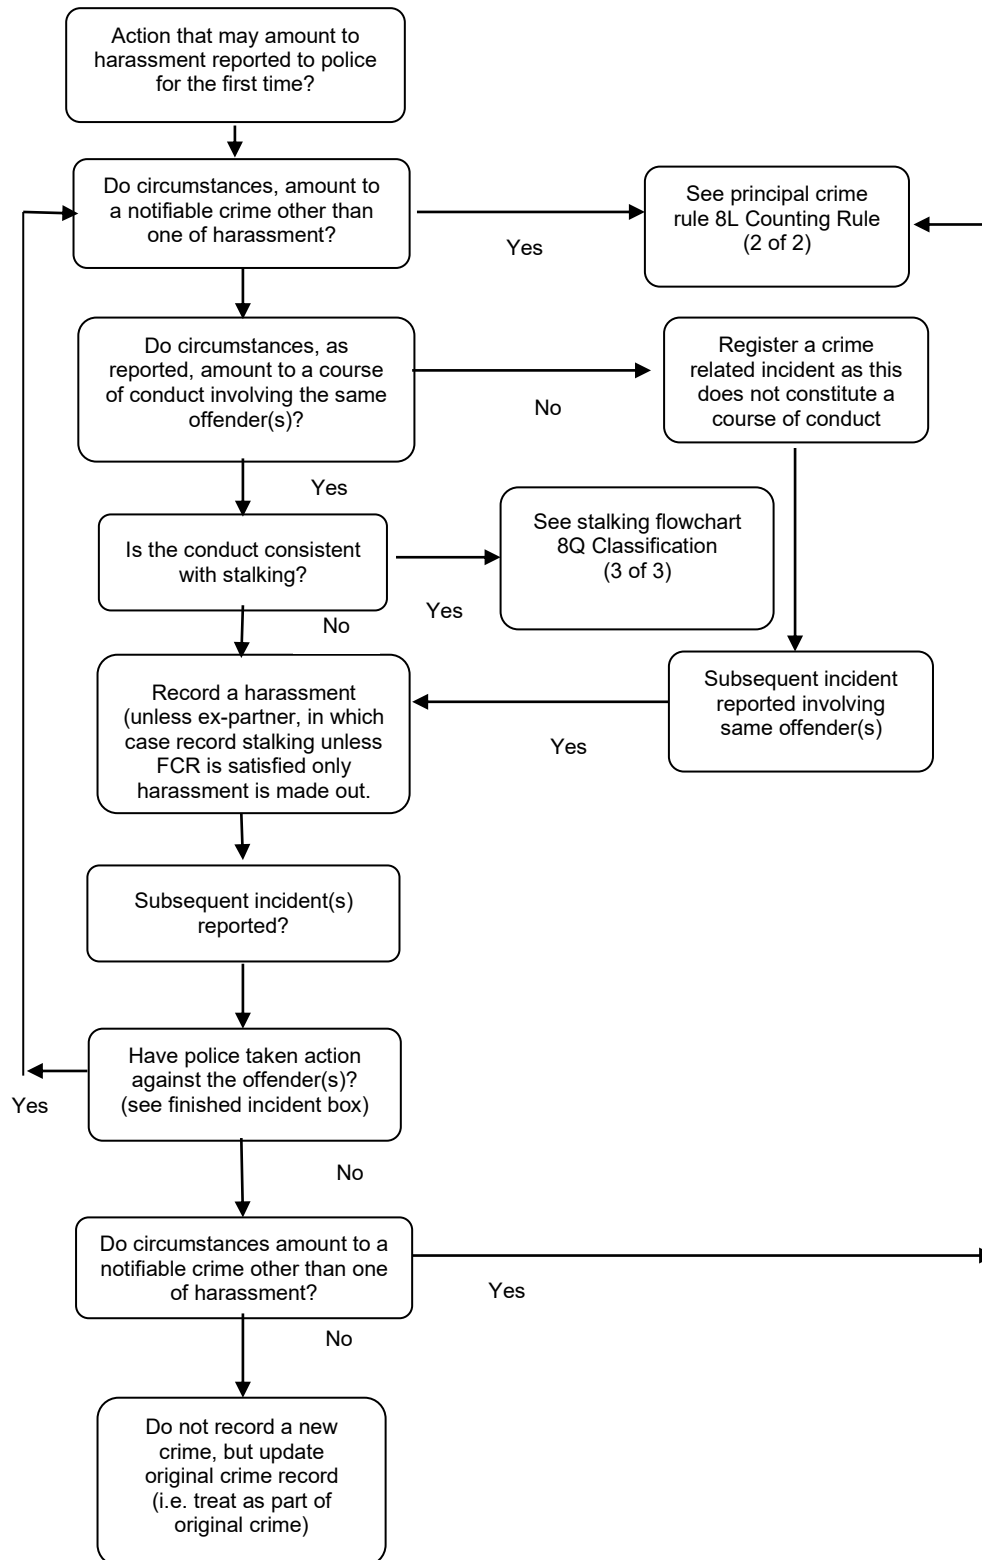 Action that may amount to
harassment reported to police
for the first time?
Do circumstances, amount to
a notifiable crime other than
one of harassment?
Yes
See principal crime
rule 8L Counting Rule
(2 of 2)
Do circumstances, as
reported, amount to a course
of conduct involving the same
offender(s)?
No
Register a crime
related incident as this
does not constitute a
course of conduct
Yes
Is the conduct consistent
with stalking?
Yes
See stalking flowchart
8Q Classification
(3 of 3)
No
Record a harassment
(unless ex-partner, in which
case record stalking unless
FCR is satisfied only
harassment is made out.
Yes
Subsequent incident
reported involving
same offender(s)
Subsequent incident(s)
reported?
Have police taken action
against the offender(s)?
(see finished incident box)
Yes
No
Do circumstances amount to a
notifiable crime other than one
of harassment?
Yes
No
Do not record a new
crime, but update
original crime record
(i.e. treat as part of
original crime)